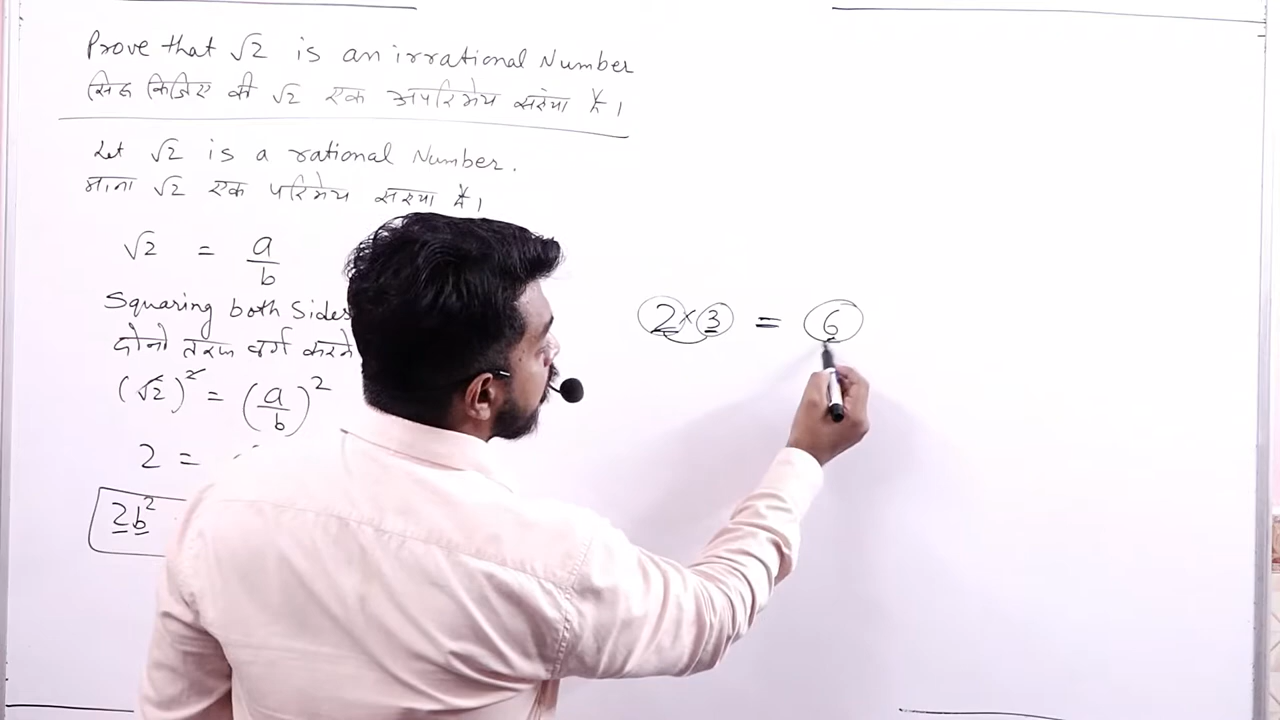 Prove that √2 is an irrational Number
सिद्ध किजिए की √2 एक अपरिमेय संख्या है।
Let √2 is a rational Number.
माना √2 एक परिमेय संख्या है।
√2 = a/b
Squaring both Sides
दोनो तरफ वर्ग करने
(√2)² = (a/b)²
2 =
2b²
2×3 = 6